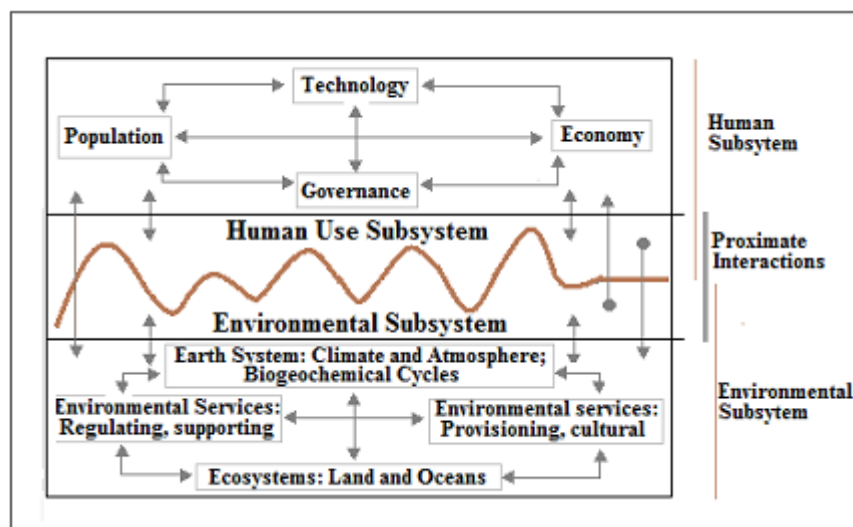 Technology
Population
Economy
Governance
Human
Subsytem
Human Use Subsystem
Proximate
Interactions
Environmental Subsystem
Earth System: Climate and Atmosphere;
Biogeochemical Cycles
Environmental Services:
Regulating, supporting
Environmental services:
Provisioning, cultural
Environmental
Subsytem
Ecosystems: Land and Oceans